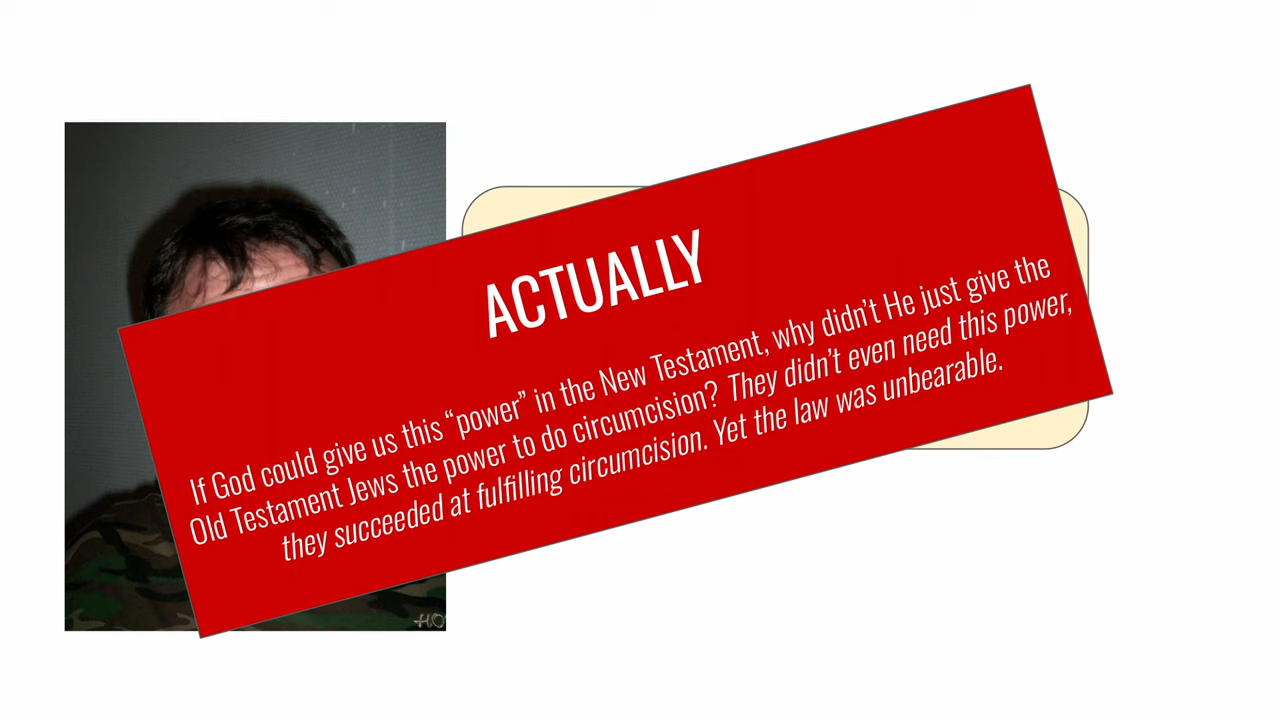 ACTUALLY
If God could give us this “power” in the New Testament, why didn’t He just give the
Old Testament Jews the power to do circumcision? They didn’t even need this power,
they succeeded at fulfilling circumcision. Yet the law was unbearable.